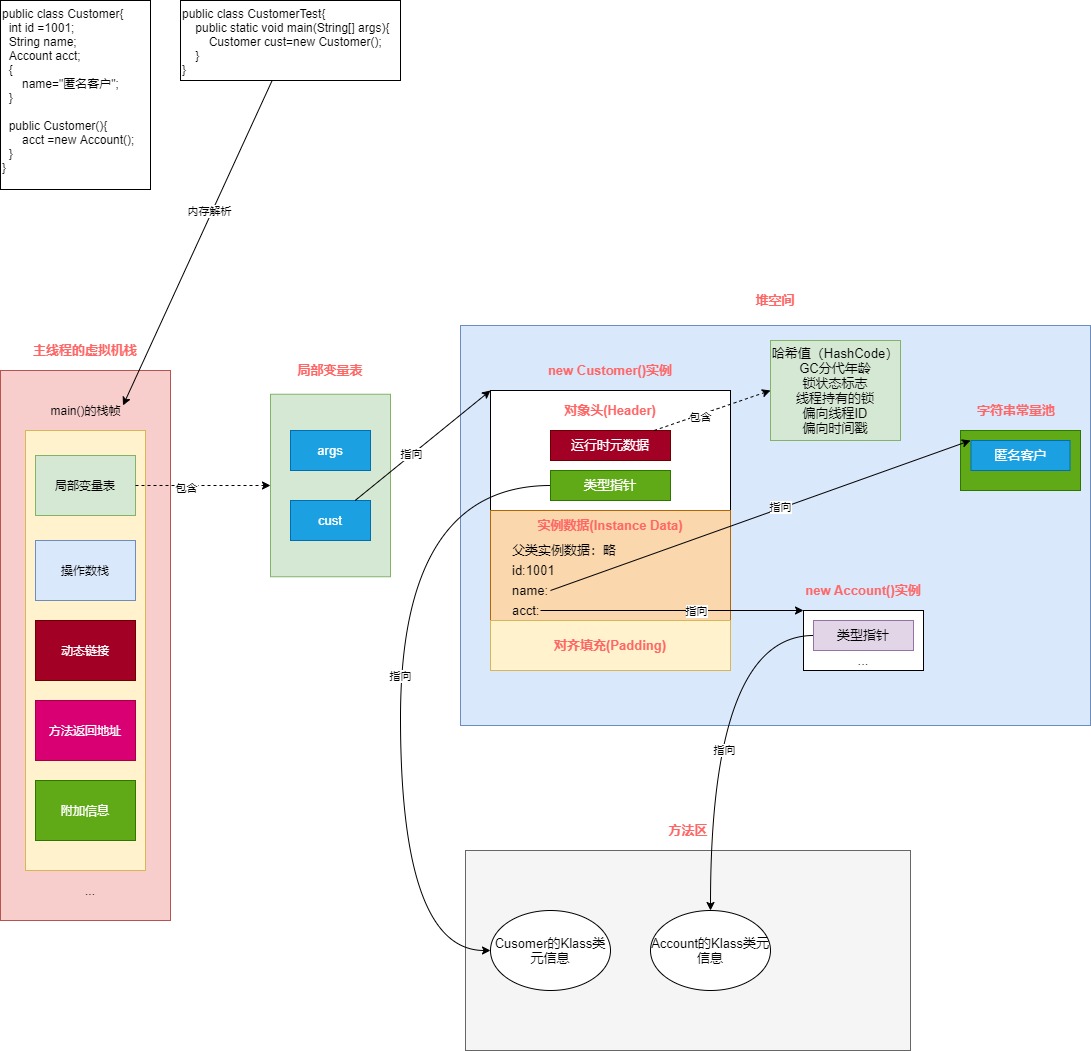 public class Customer{
int id =1001;
String name;
Account acct;
{
name="匿名客户";
}
public Customer(){
acct =new Account();
}
}
public class CustomerTest{
public static void main(String[] args){
Customer cust=new Customer();
}
}
内存解析
主线程的虚拟机栈
main()的栈帧
局部变量表
操作数栈
动态链接
方法返回地址
附加信息
...
包含
局部变量表
args
cust
指向
堆空间
new Customer()实例
对象头(Header)
运行时元数据
类型指针
包含
哈希值（HashCode）
GC分代年龄
锁状态标志
线程持有的锁
偏向线程ID
偏向时间戳
字符串常量池
匿名客户
指向
实例数据(Instance Data)
父类实例数据：略
id:1001
name:
acct:
指向
对齐填充(Padding)
new Account()实例
类型指针
...
指向
指向
方法区
Cusomer的Klass类
元信息
Account的Klass类元
信息